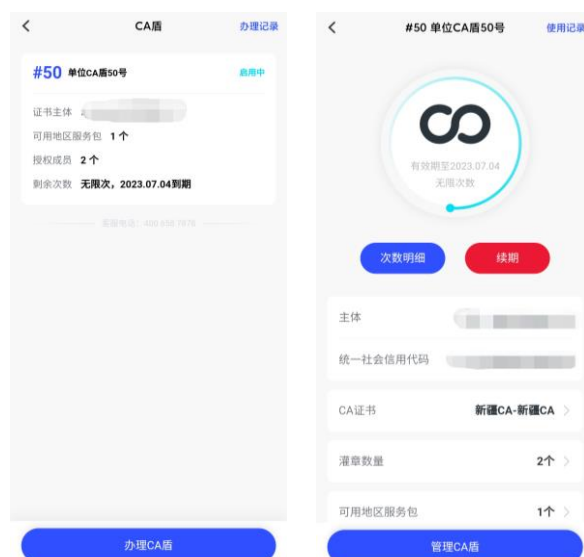 CA盾
办理记录
#50 单位CA盾50号
启用中
证书主体
可用地区服务包 1个
授权成员 2个
剩余次数 无限次，2023.07.04到期
办理CA盾
#50 单位CA盾50号
使用记录
有效期至2023.07.04
无限次数
次数明细
续期
主体
统一社会信用代码
CA证书
新疆CA-新疆CA
灌章数量
2个
可用地区服务包
1个
管理CA盾